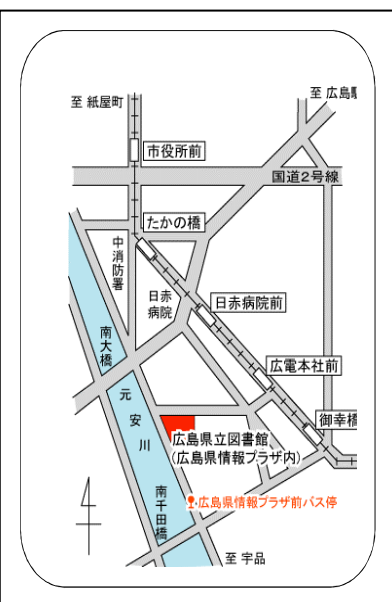 至 紙屋町
至 広島駅
市役所前
国道2号線
たかの橋
中消防署
日赤
病院
日赤病院前
南大橋
広電本社前
元安川
御幸橋
広島県立図書館
(広島県情報プラザ内)
広島県情報プラザ前バス停
南千田橋
至 宇品